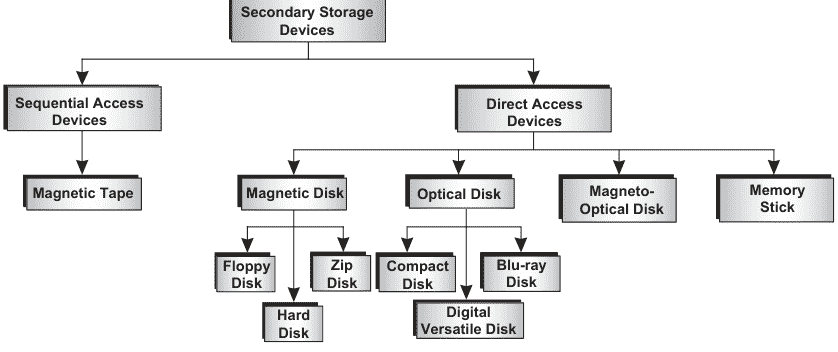 Secondary Storage
Devices
Sequential Access
Devices
Direct Access
Devices
Magnetic Tape
Magnetic Disk
Optical Disk
Magneto-
Optical Disk
Memory
Stick
Floppy
Disk
Zip
Disk
Compact
Disk
Blu-ray
Disk
Hard
Disk
Digital
Versatile Disk